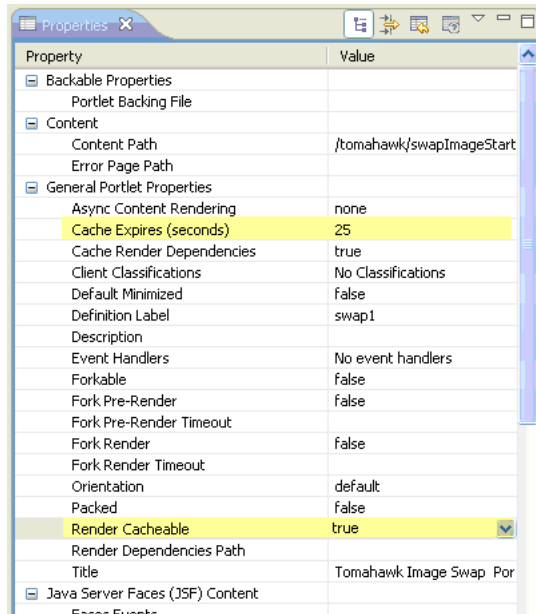 Properties
Property Value
Backable Properties
Portlet Backing File
Content
Content Path /tomahawk/swapImageStart
Error Page Path
General Portlet Properties
Async Content Rendering none
Cache Expires (seconds) 25
Cache Render Dependencies true
Client Classifications No Classifications
Default Minimized false
Definition Label swap1
Description
Event Handlers No event handlers
Forkable false
Fork Pre-Render false
Fork Pre-Render Timeout
Fork Render false
Fork Render Timeout
Orientation default
Packed false
Render Cacheable true
Render Dependencies Path
Title Tomahawk Image Swap Por
Java Server Faces (JSF) Content
Faces Events